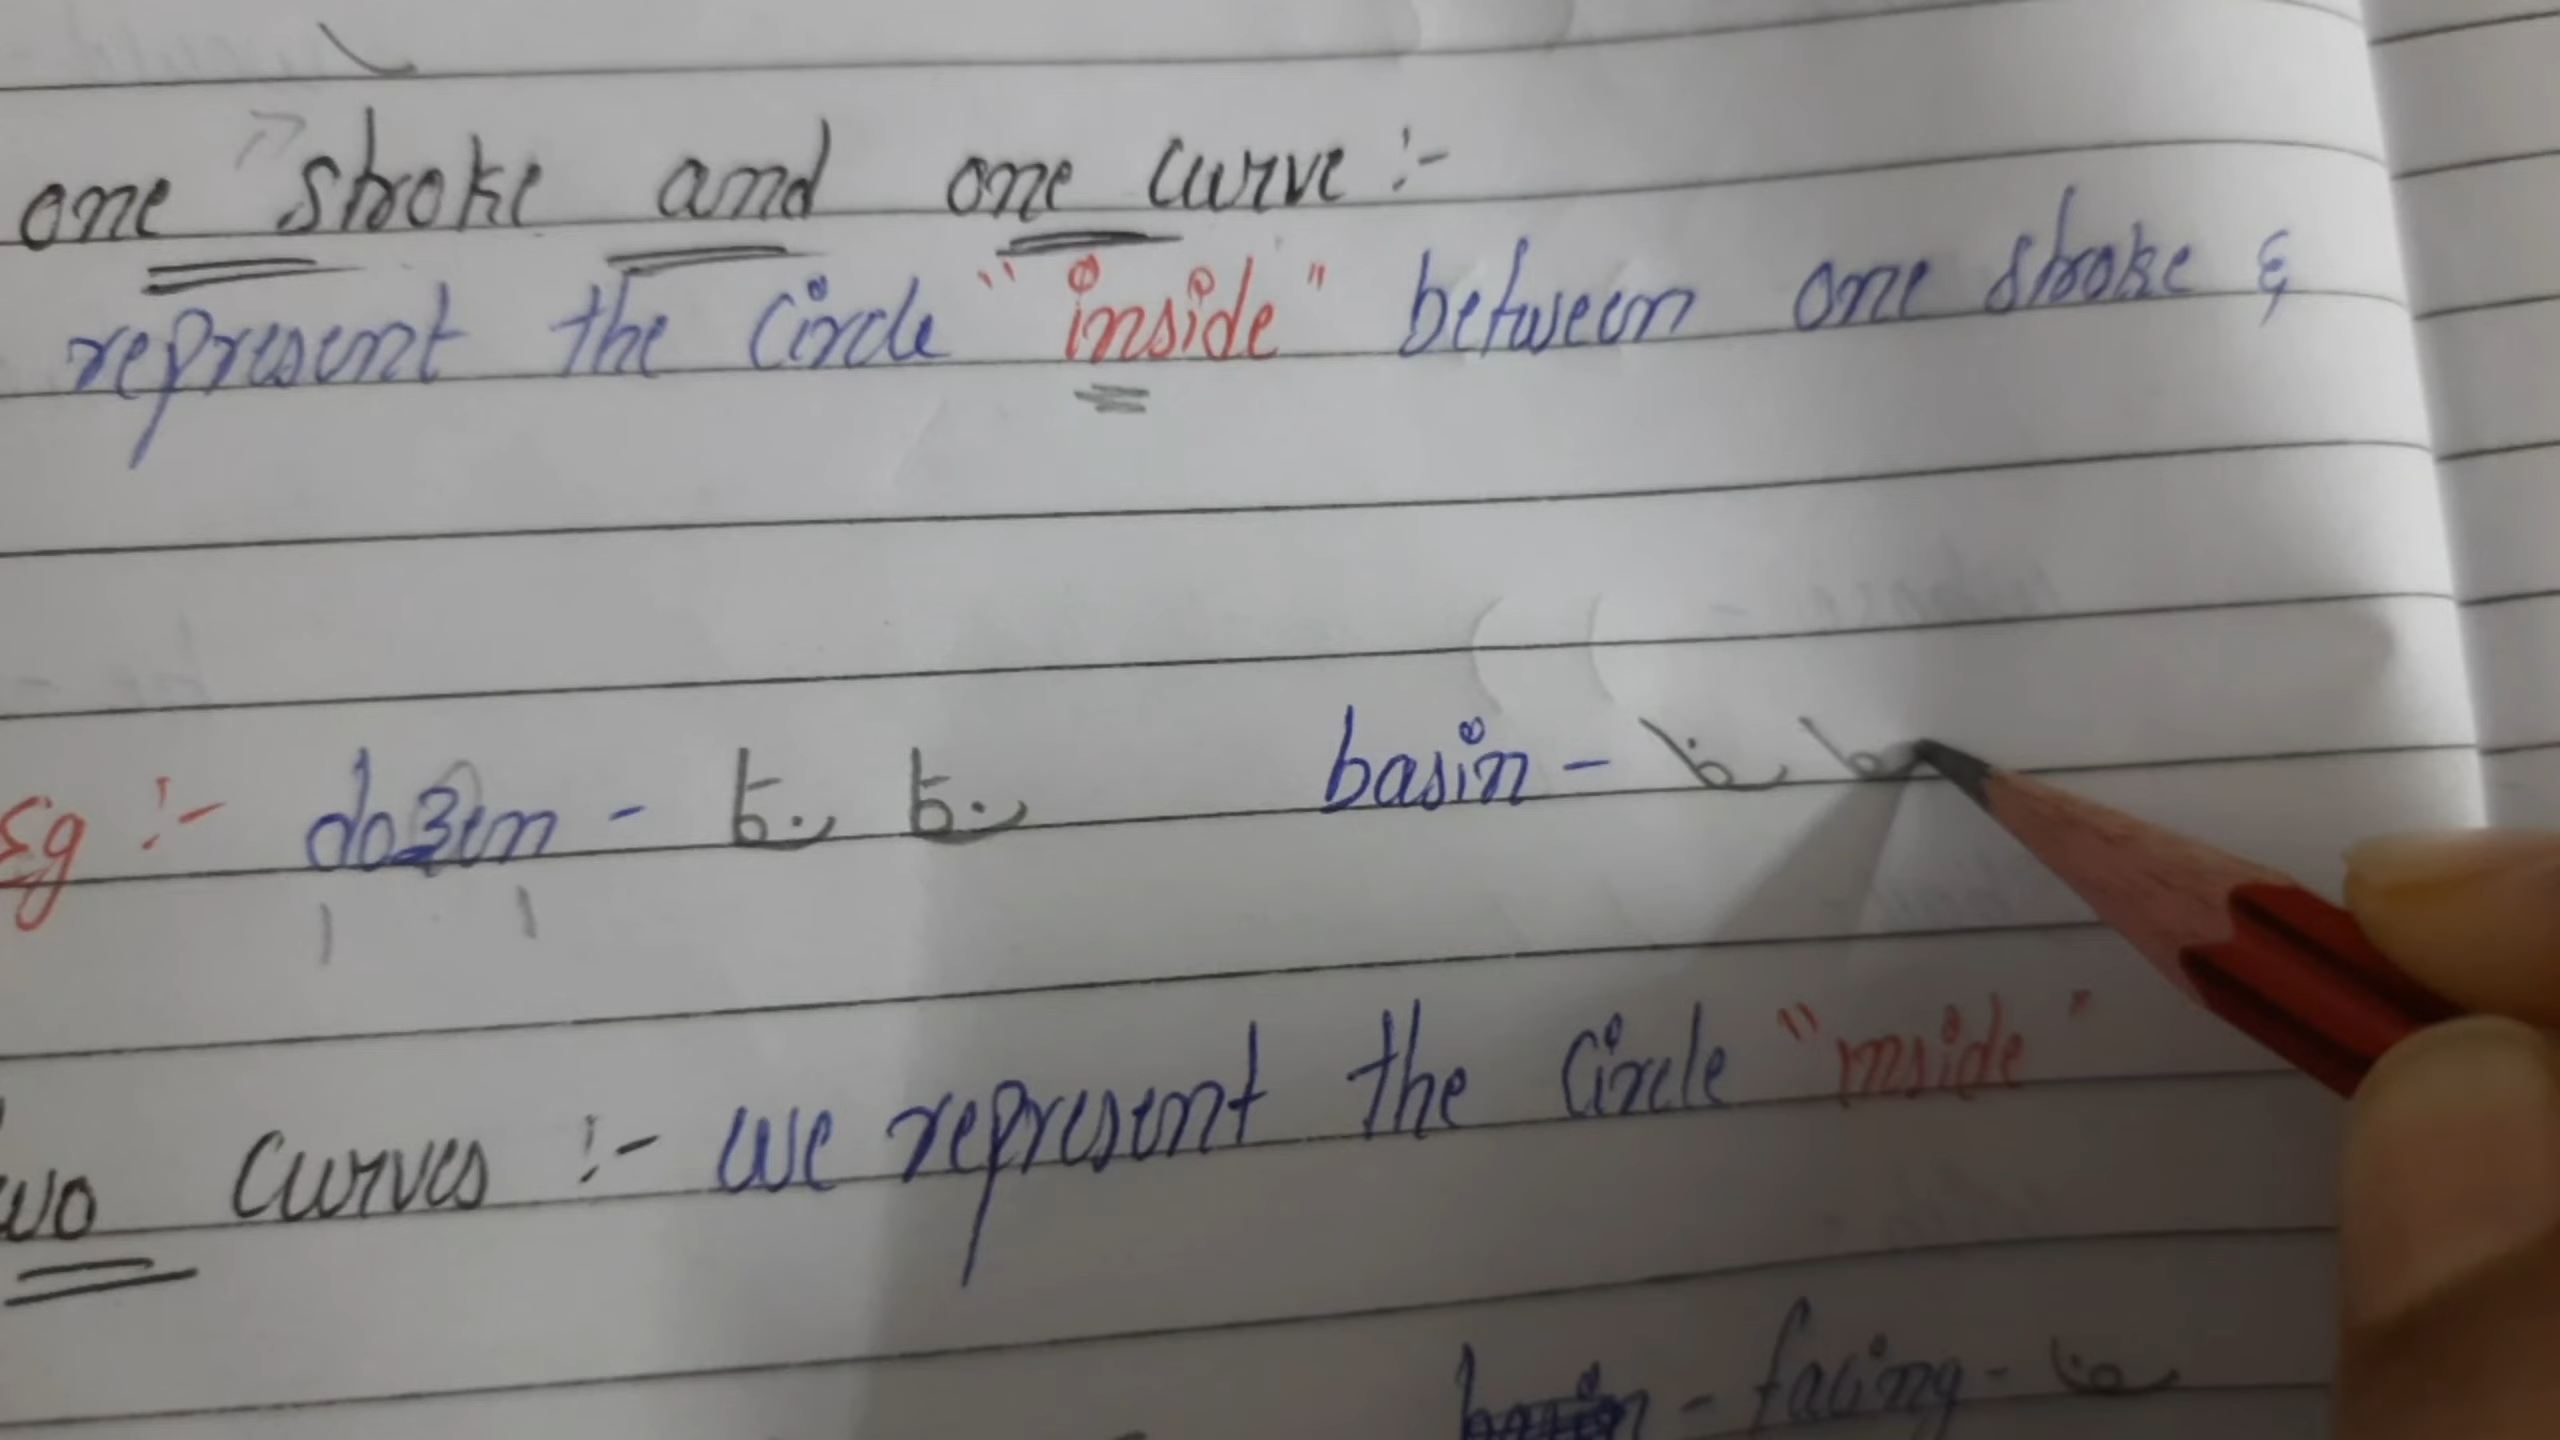 one stroke and one curve :-
represent the circle "inside" between one stroke &
Eg :- dozen - basin -
wo curves :- we represent the circle "inside"
basin - facing -